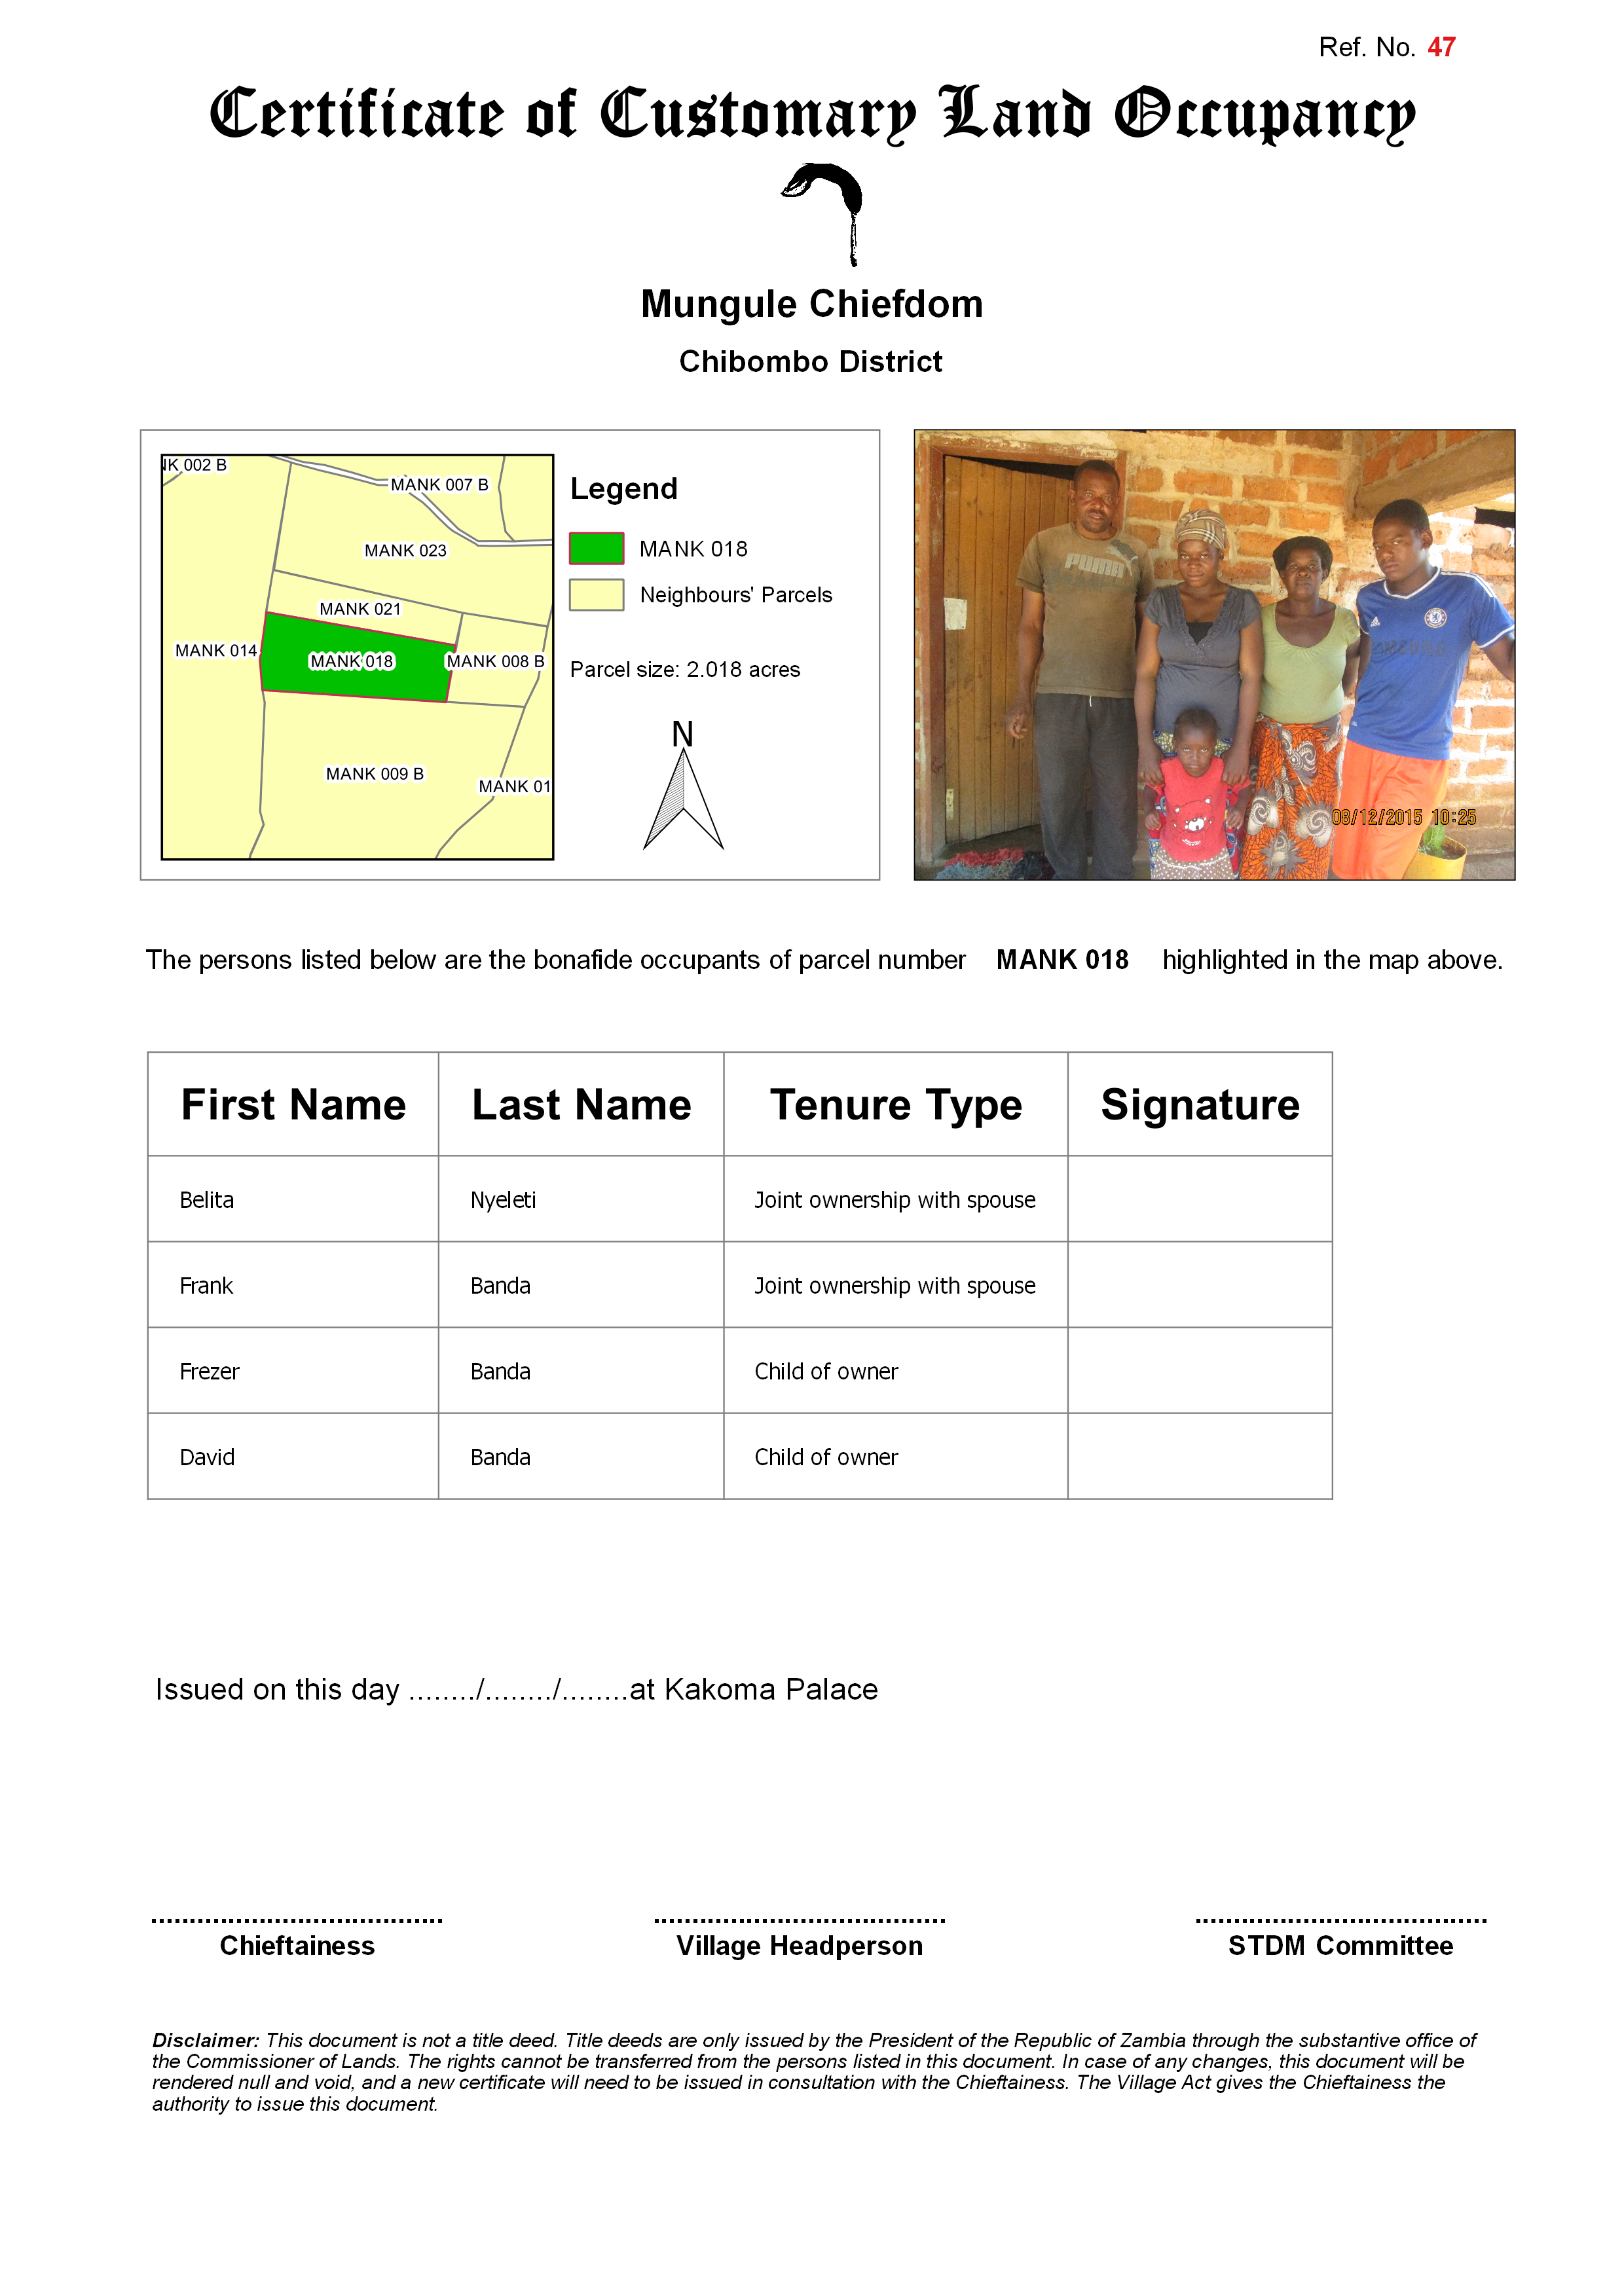 Ref. No. 47
Certificate of Customary Land Occupancy
Mungule Chiefdom
Chibombo District
NK 002 B
MANK 007 B
MANK 023
MANK 021
MANK 014
MANK 018
MANK 008 B
MANK 009 B
MANK 01
Legend
MANK 018
Neighbours' Parcels
Parcel size: 2.018 acres
N
PUMA
SAMSUNG
08/12/2015 10:25
The persons listed below are the bonafide occupants of parcel number MANK 018 highlighted in the map above.
First Name Last Name Tenure Type Signature
Belita Nyeleti Joint ownership with spouse
Frank Banda Joint ownership with spouse
Frezer Banda Child of owner
David Banda Child of owner
Issued on this day ......../......../........at Kakoma Palace
Chieftainess Village Headperson STDM Committee
Disclaimer: This document is not a title deed. Title deeds are only issued by the President of the Republic of Zambia through the substantive office of
the Commissioner of Lands. The rights cannot be transferred from the persons listed in this document. In case of any changes, this document will be
rendered null and void, and a new certificate will need to be issued in consultation with the Chieftainess. The Village Act gives the Chieftainess the
authority to issue this document.